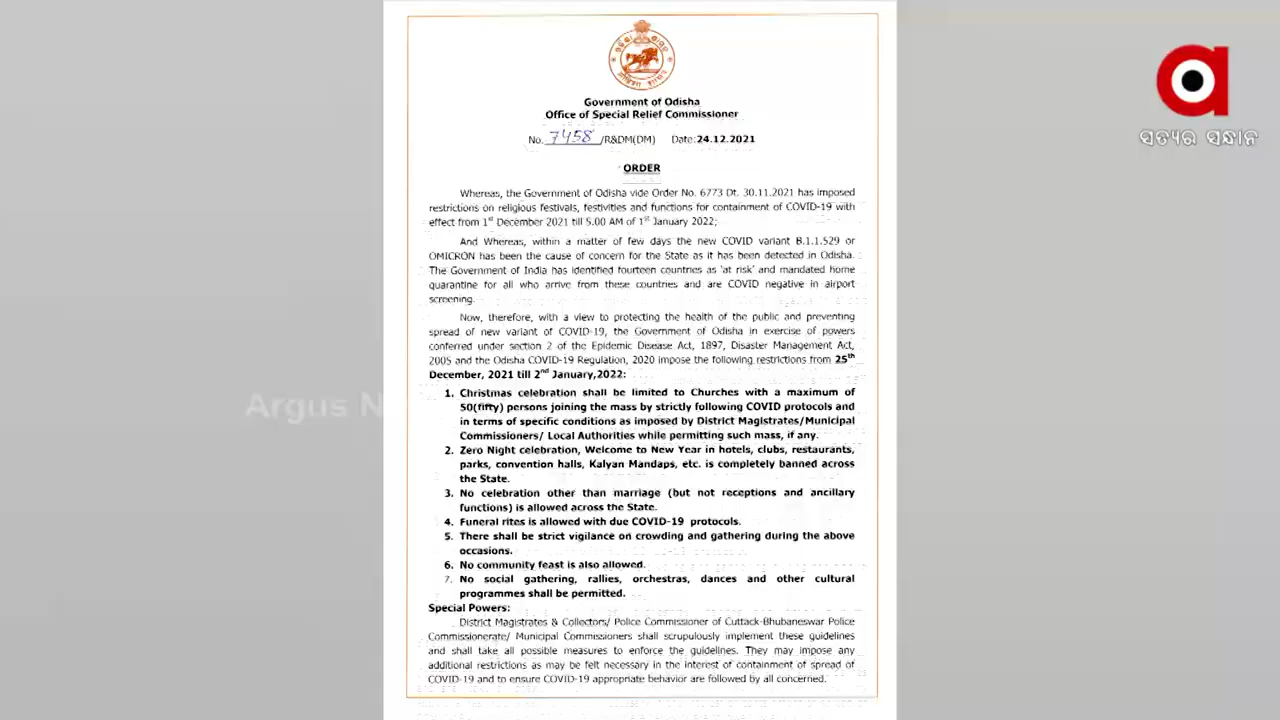 Government of Odisha
Office of Special Relief Commissioner
No. 7458 /R&DM(DM) Date:24.12.2021
ORDER
Whereas, the Government of Odisha vide Order No. 6773 Dt. 30.11.2021 has imposed
restrictions on religious festivals, festivities and functions for containment of COVID-19 with
effect from 1st December 2021 till 5.00 AM of 1st January 2022;
And Whereas, within a matter of few days the new COVID variant B.1.1.529 or
OMICRON has been the cause of concern for the State as it has been detected in Odisha.
The Government of India has identified fourteen countries as 'at risk' and mandated home
quarantine for all who arrive from these countries and are COVID negative in airport
screening.
Now, therefore, with a view to protecting the health of the public and preventing
spread of new variant of COVID-19, the Government of Odisha in exercise of powers
conferred under section 2 of the Epidemic Disease Act, 1897, Disaster Management Act,
2005 and the Odisha COVID-19 Regulation, 2020 impose the following restrictions from 25th
December, 2021 till 2nd January,2022:
1. Christmas celebration shall be limited to Churches with a maximum of
50(fifty) persons joining the mass by strictly following COVID protocols and
in terms of specific conditions as imposed by District Magistrates/Municipal
Commissioners/ Local Authorities while permitting such mass, if any.
2. Zero Night celebration, Welcome to New Year in hotels, clubs, restaurants,
parks, convention halls, Kalyan Mandaps, etc. is completely banned across
the State.
3. No celebration other than marriage (but not receptions and ancillary
functions) is allowed across the State.
4. Funeral rites is allowed with due COVID-19 protocols.
5. There shall be strict vigilance on crowding and gathering during the above
occasions.
6. No community feast is also allowed.
7. No social gathering, rallies, orchestras, dances and other cultural
programmes shall be permitted.
Special Powers:
District Magistrates & Collectors/ Police Commissioner of Cuttack-Bhubaneswar Police
Commissionerate/ Municipal Commissioners shall scrupulously implement these guidelines
and shall take all possible measures to enforce the guidelines. They may impose any
additional restrictions as may be felt necessary in the interest of containment of spread of
COVID-19 and to ensure COVID-19 appropriate behavior are followed by all concerned.
a
ସତ୍ୟର ସନ୍ଧାନ
Argus N